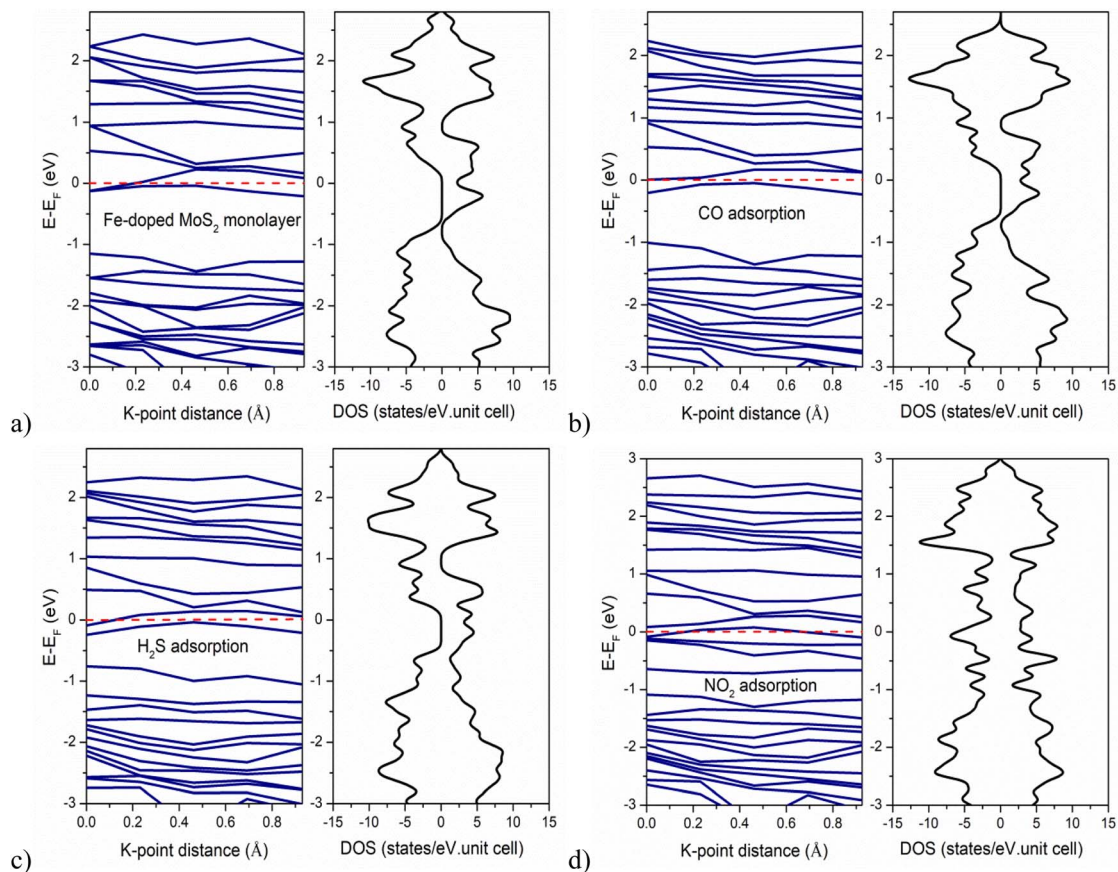 2
1
0
-1
-2
-3
E-E_F (eV)
Fe-doped MoS₂ monolayer
0.0 0.2 0.4 0.6 0.8
-15 -10 -5 0 5 10 15
K-point distance (Å)
DOS (states/eV.unit cell)
a)
2
1
0
-1
-2
-3
E-E_F (eV)
CO adsorption
0.0 0.2 0.4 0.6 0.8
-15 -10 -5 0 5 10 15
K-point distance (Å)
DOS (states/eV.unit cell)
b)
2
1
0
-1
-2
-3
E-E_F (eV)
H₂S adsorption
0.0 0.2 0.4 0.6 0.8
-15 -10 -5 0 5 10 15
K-point distance (Å)
DOS (states/eV.unit cell)
c)
3
2
1
0
-1
-2
-3
E-E_F (eV)
NO₂ adsorption
3
2
1
0
-1
-2
-3
0.0 0.2 0.4 0.6 0.8
-15 -10 -5 0 5 10 15
K-point distance (Å)
DOS (states/eV.unit cell)
d)